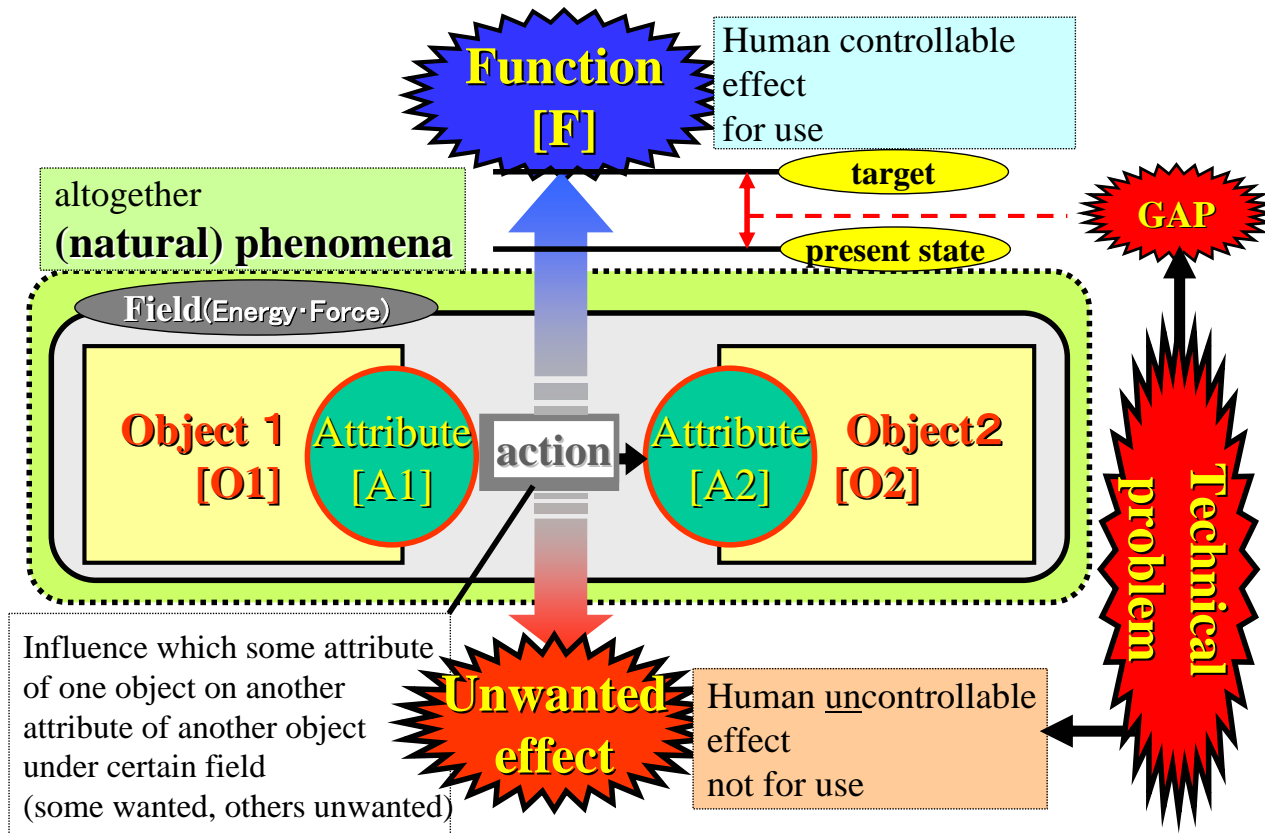 Function
[F]
Human controllable
effect
for use
target
GAP
altogether
(natural) phenomena
present state
Field(Energy・Force)
Object 1
[O1]
Attribute
[A1]
action
Attribute
[A2]
Object2
[O2]
Technical
problem
Influence which some attribute
of one object on another
attribute of another object
under certain field
(some wanted, others unwanted)
Unwanted
effect
Human uncontrollable
effect
not for use